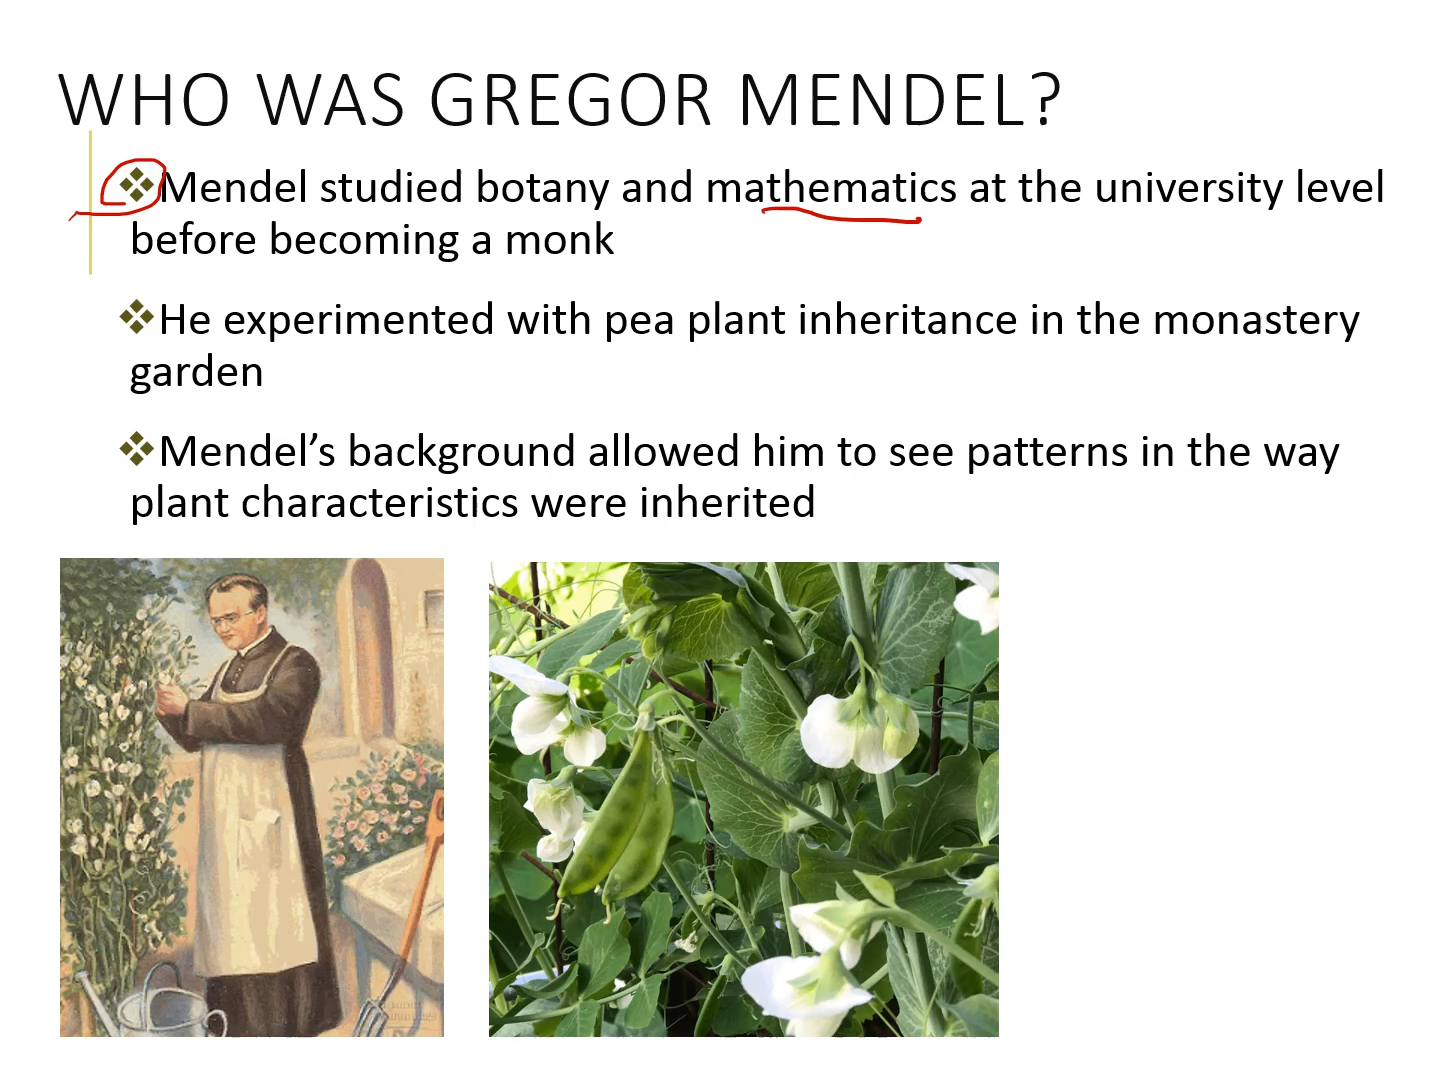 WHO WAS GREGOR MENDEL?
❖Mendel studied botany and mathematics at the university level
before becoming a monk
❖He experimented with pea plant inheritance in the monastery
garden
❖Mendel’s background allowed him to see patterns in the way
plant characteristics were inherited